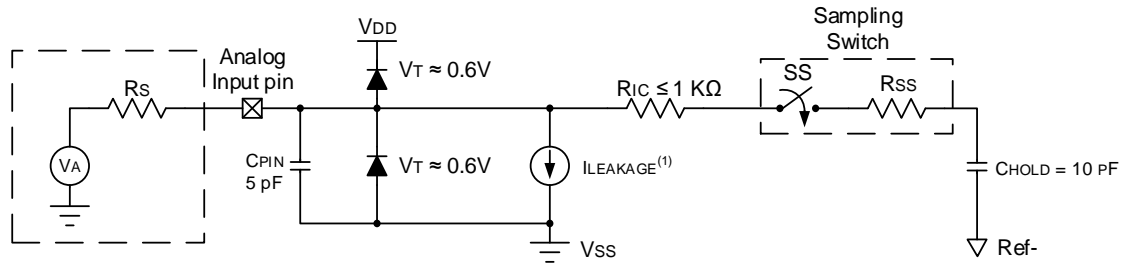 Sampling
Switch
VDD
Analog
Input pin
VT ≈ 0.6V
SS
RSS
RS
RIC ≤ 1 KΩ
VA
CPIN
5 pF
VT ≈ 0.6V
ILEAKAGE(1)
CHOLD = 10 PF
VSS
Ref-